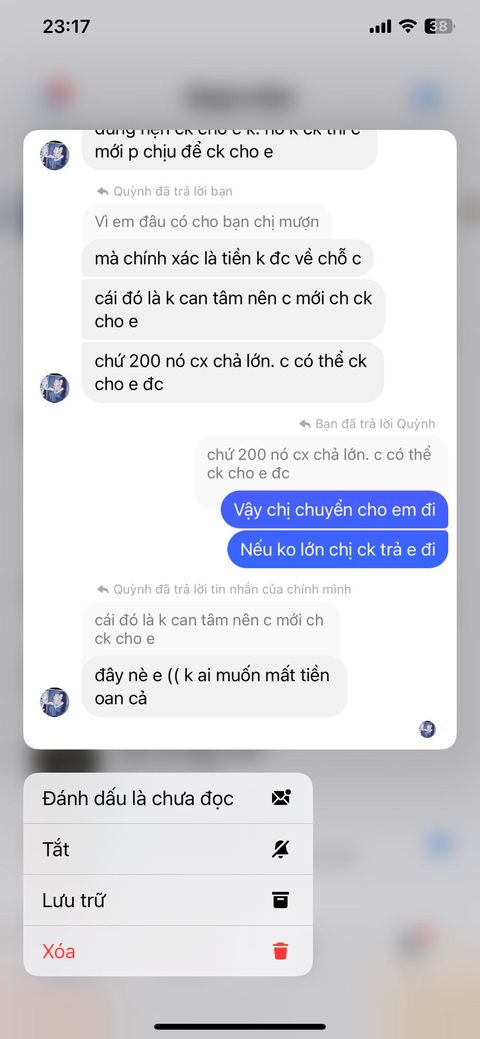 23:17
38
mới p chịu để ck cho e
Quỳnh đã trả lời bạn
Vì em đâu có cho bạn chị mượn
mà chính xác là tiền k đc về chỗ c
cái đó là k can tâm nên c mới ch ck
cho e
chứ 200 nó cx chả lớn. c có thể ck
cho e đc
Bạn đã trả lời Quỳnh
chứ 200 nó cx chả lớn. c có thể
ck cho e đc
Vậy chị chuyển cho em đi
Nếu ko lớn chị ck trả e đi
Quỳnh đã trả lời tin nhắn của chính mình
cái đó là k can tâm nên c mới ch
ck cho e
đây nè e (( k ai muốn mất tiền
oan cả
Đánh dấu là chưa đọc
Tắt
Lưu trữ
Xóa